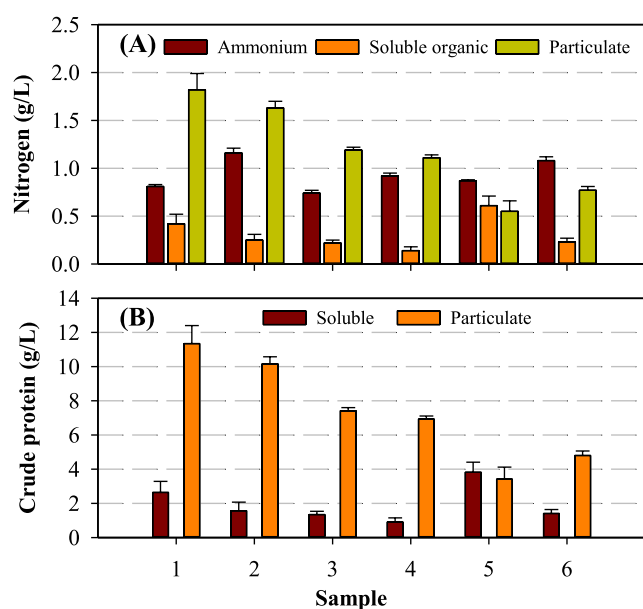 (A) Ammonium Soluble organic Particulate
Nitrogen (g/L)
2.5
2.0
1.5
1.0
0.5
0.0
(B) Soluble Particulate
Crude protein (g/L)
14
12
10
8
6
4
2
0
1 2 3 4 5 6
Sample